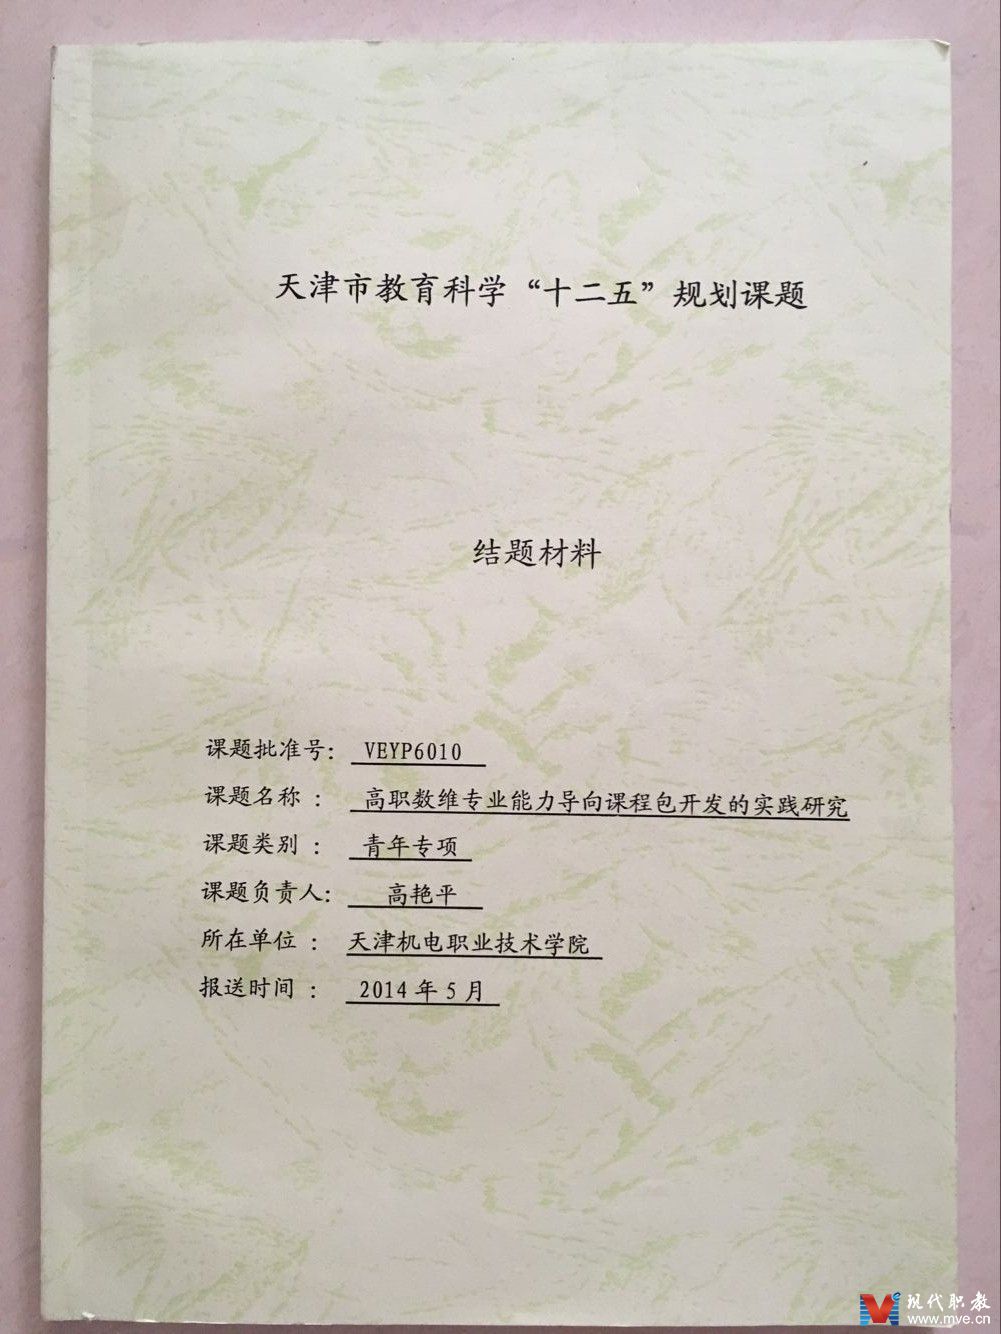 天津市教育科学“十二五”规划课题
结题材料
课题批准号: VEYP6010
课题名称 : 高职数维专业能力导向课程包开发的实践研究
课题类别 : 青年专项
课题负责人: 高艳平
所在单位 : 天津机电职业技术学院
报送时间 : 2014 年 5 月
现代职教
www.mve.cn